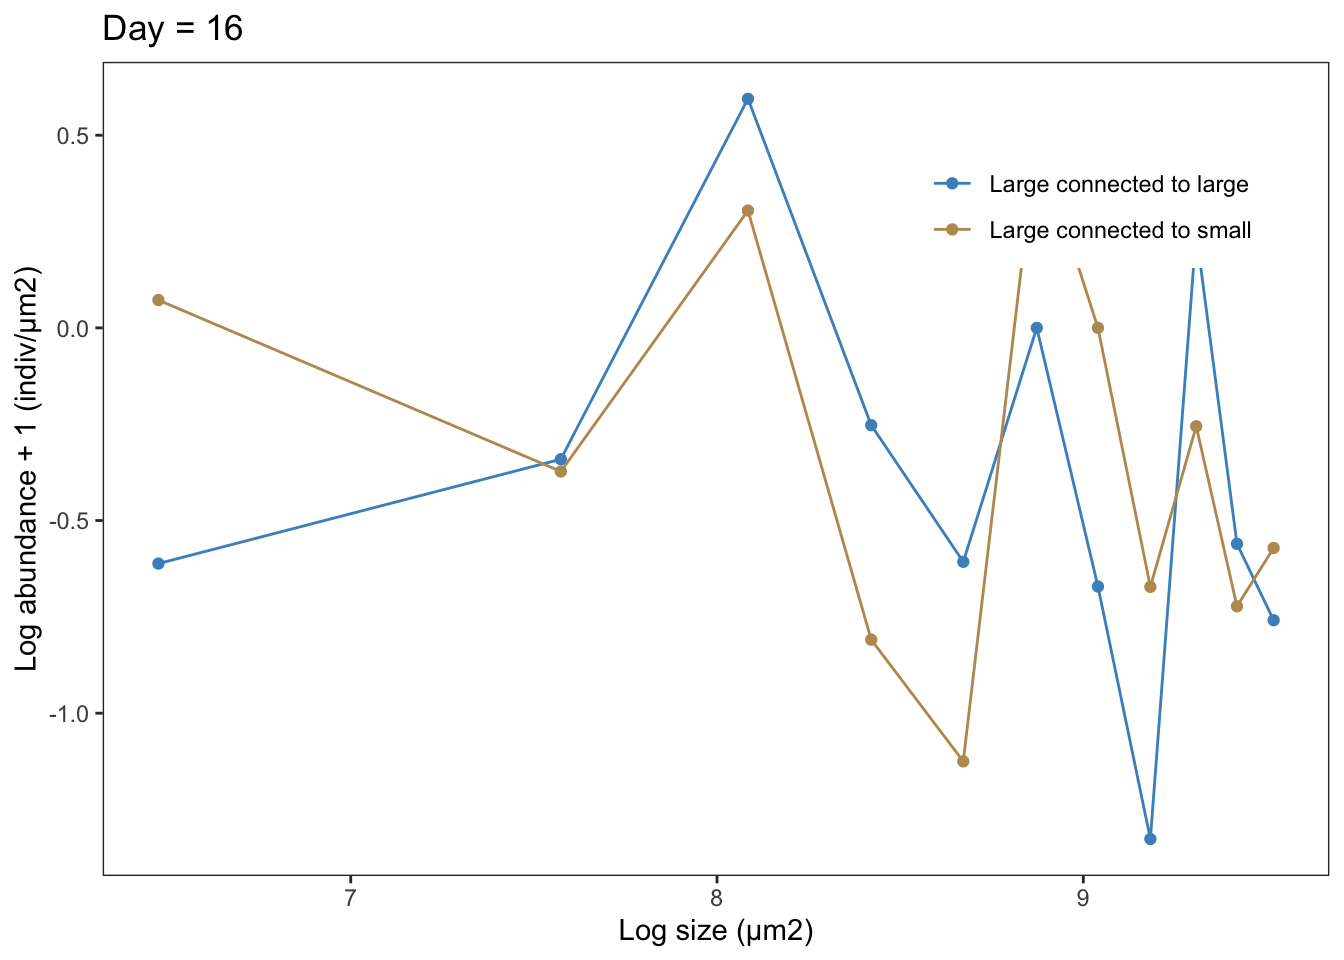 Day = 16
Log abundance + 1 (indiv/µm2)
0.5
0.0
-0.5
-1.0
Large connected to large
Large connected to small
7
8
9
Log size (µm2)